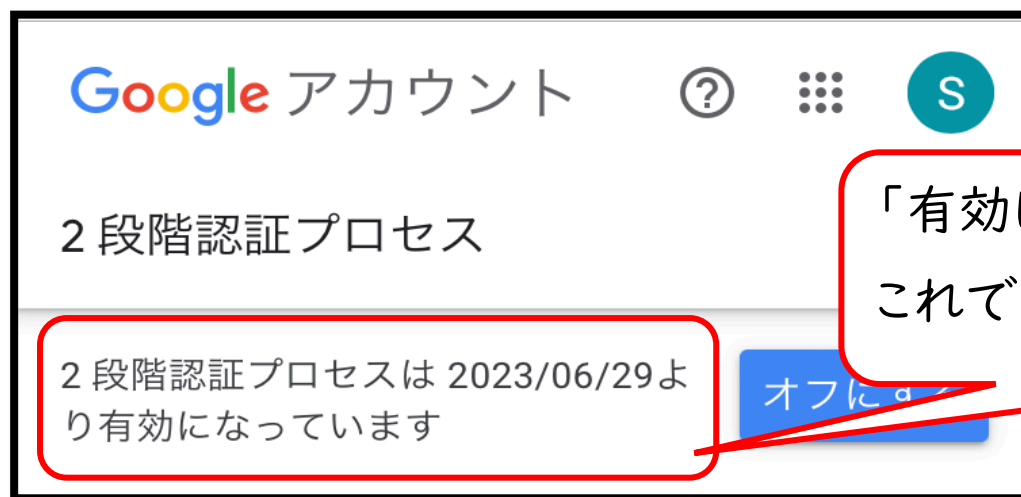 Google アカウント
S
2 段階認証プロセス
「有効に
これで
2 段階認証プロセスは 2023/06/29よ
り有効になっています
オフにする